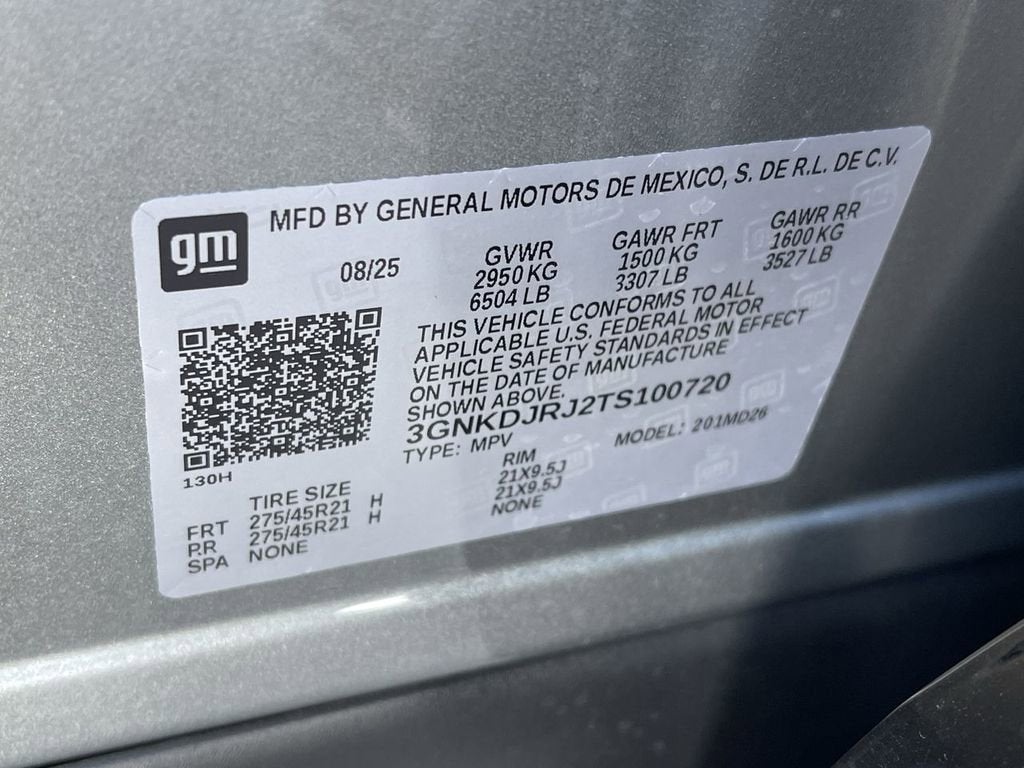 gm
MFD BY GENERAL MOTORS DE MEXICO, S. DE R.L. DE C.V.
08/25
GVWR GAWR FRT GAWR RR
2950 KG 1500 KG 1600 KG
6504 LB 3307 LB 3527 LB
THIS VEHICLE CONFORMS TO ALL
APPLICABLE U.S. FEDERAL MOTOR
VEHICLE SAFETY STANDARDS IN EFFECT
ON THE DATE OF MANUFACTURE
SHOWN ABOVE.
3GNKDJRJ2TS100720
TYPE: MPV MODEL: 201MD26
130H
TIRE SIZE RIM
FRT 275/45R21 H 21X9.5J
RR 275/45R21 H 21X9.5J
SPA NONE NONE